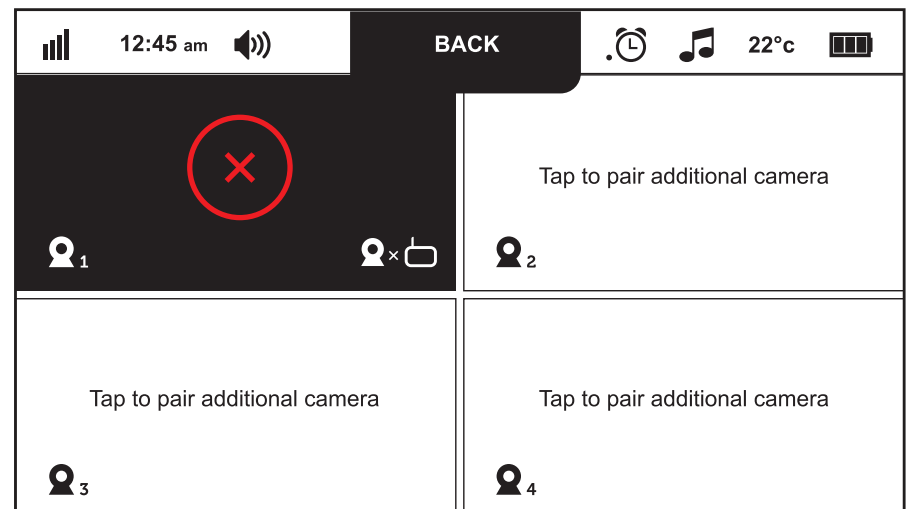 12:45 am BACK 22°c
Tap to pair additional camera
1
2
Tap to pair additional camera
Tap to pair additional camera
3
4